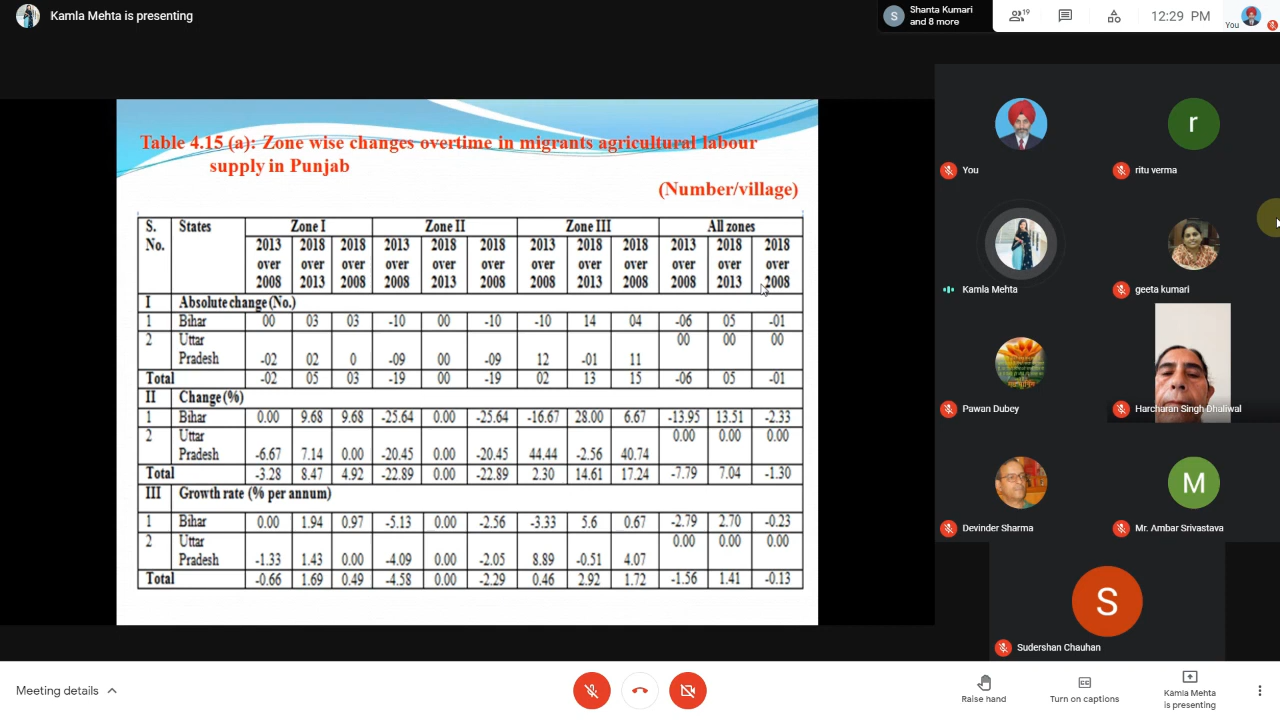 Kamla Mehta is presenting
S
Shanta Kumari
and 8 more
19
12:29 PM
You
Table 4.15 (a): Zone wise changes overtime in migrants agricultural labour
supply in Punjab
(Number/village)
S. No. States Zone I Zone II Zone III All zones
2013 over 2008 2018 over 2013 2018 over 2008 2013 over 2008 2018 over 2013 2018 over 2008 2013 over 2008 2018 over 2013 2018 over 2008 2013 over 2008 2018 over 2013 2018 over 2008
I Absolute change (No.)
1 Bihar 00 03 03 -10 00 -10 -10 14 04 -06 05 -01
2 Uttar Pradesh -02 02 0 -09 00 -09 12 -01 11 00 00 00
Total -02 05 03 -19 00 -19 02 13 15 -06 05 -01
II Change (%)
1 Bihar 0.00 9.68 9.68 -25.64 0.00 -25.64 -16.67 28.00 6.67 -13.95 13.51 -2.33
2 Uttar Pradesh -6.67 7.14 0.00 -20.45 0.00 -20.45 44.44 -2.56 40.74 0.00 0.00 0.00
Total -3.28 8.47 4.92 -22.89 0.00 -22.89 2.30 14.61 17.24 -7.79 7.04 -1.30
III Growth rate (% per annum)
1 Bihar 0.00 1.94 0.97 -5.13 0.00 -2.56 -3.33 5.6 0.67 -2.79 2.70 -0.23
2 Uttar Pradesh -1.33 1.43 0.00 -4.09 0.00 -2.05 8.89 -0.51 4.07 0.00 0.00 0.00
Total -0.66 1.69 0.49 -4.58 0.00 -2.29 0.46 2.92 1.72 -1.56 1.41 -0.13
You
r
ritu verma
Kamla Mehta
geeta kumari
Pawan Dubey
Harcharan Singh Dhaliwal
Devinder Sharma
M
Mr. Ambar Srivastava
S
Sudershan Chauhan
Meeting details
Raise hand
Turn on captions
Kamla Mehta
is presenting